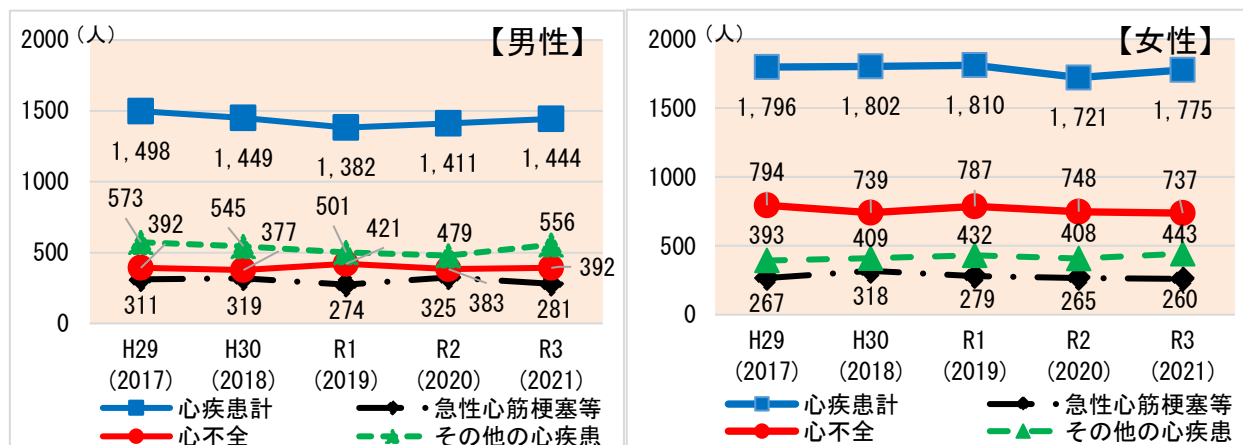 2000 (人) 【男性】
1500
1,498 1,449 1,382 1,411 1,444
1000
573 392 545 377 501 421 479 556
500
392
311 319 274 325 383 281
0
H29 H30 R1 R2 R3
(2017) (2018) (2019) (2020) (2021)
心疾患計 急性心筋梗塞等
心不全 その他の心疾患
2000 (人) 【女性】
1500
1,796 1,802 1,810 1,721 1,775
1000
794 739 787 748 737
500
393 409 432 408 443
267 318 279 265 260
0
H29 H30 R1 R2 R3
(2017) (2018) (2019) (2020) (2021)
心疾患計 急性心筋梗塞等
心不全 その他の心疾患